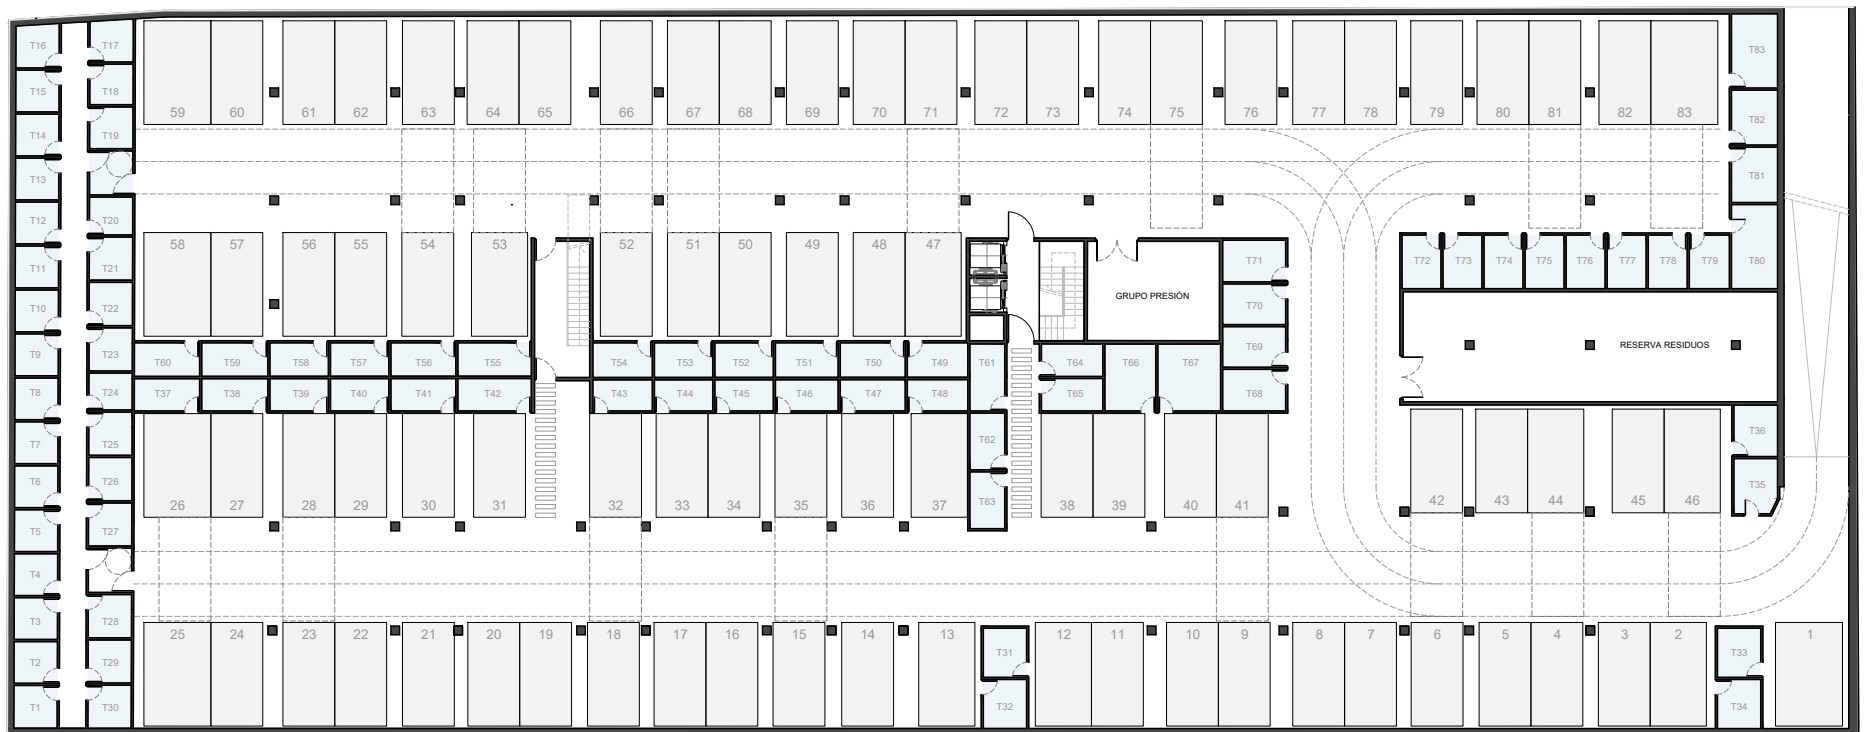 T16 T17
T15 T18
59 60 61 62 63 64 65 66 67 68 69 70 71 72 73 74 75 76 77 78 79 80 81 82 83 T83
T14 T19 T82
T13 T81
T12 T20
58 57 56 55 54 53 52 51 50 49 48 47
T11 T21 T71 T72 T73 T74 T75 T76 T77 T78 T79 T80
GRUPO PRESIÓN
T10 T22 T70
T9 T23 T69 RESERVA RESIDUOS
T60 T59 T58 T57 T56 T55 T54 T53 T52 T51 T50 T49 T61 T64 T66 T67
T8 T24 T37 T38 T39 T40 T41 T42 T43 T44 T45 T46 T47 T48 T65 T68
T7 T25 T62 T36
T6 T26 T35
26 27 28 29 30 31 32 33 34 35 36 37 T63 38 39 40 41 42 43 44 45 46
T5 T27
T4
T3 T28
25 24 23 22 21 20 19 18 17 16 15 14 13 12 11 10 9 8 7 6 5 4 3 2 1
T2 T29 T31 T33
T1 T30 T32 T34